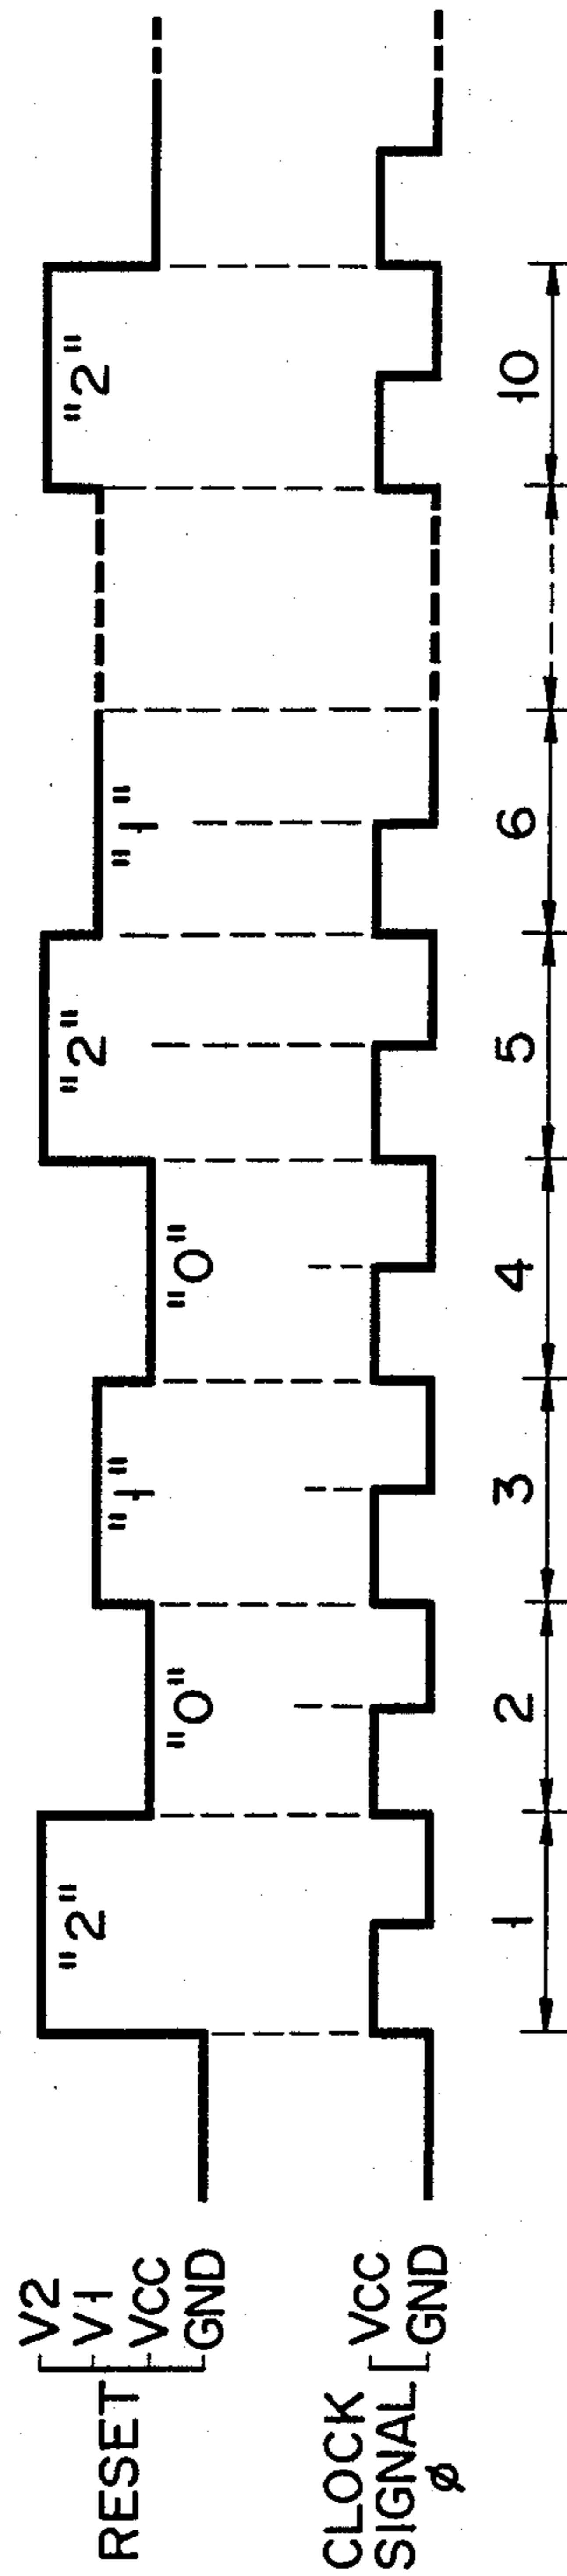 V2
V1
VCC
GND
RESET
"2"
"0"
"1"
"0"
"2"
"1"
"2"
VCC
GND
CLOCK
SIGNAL
ø
1
2
3
4
5
6
10